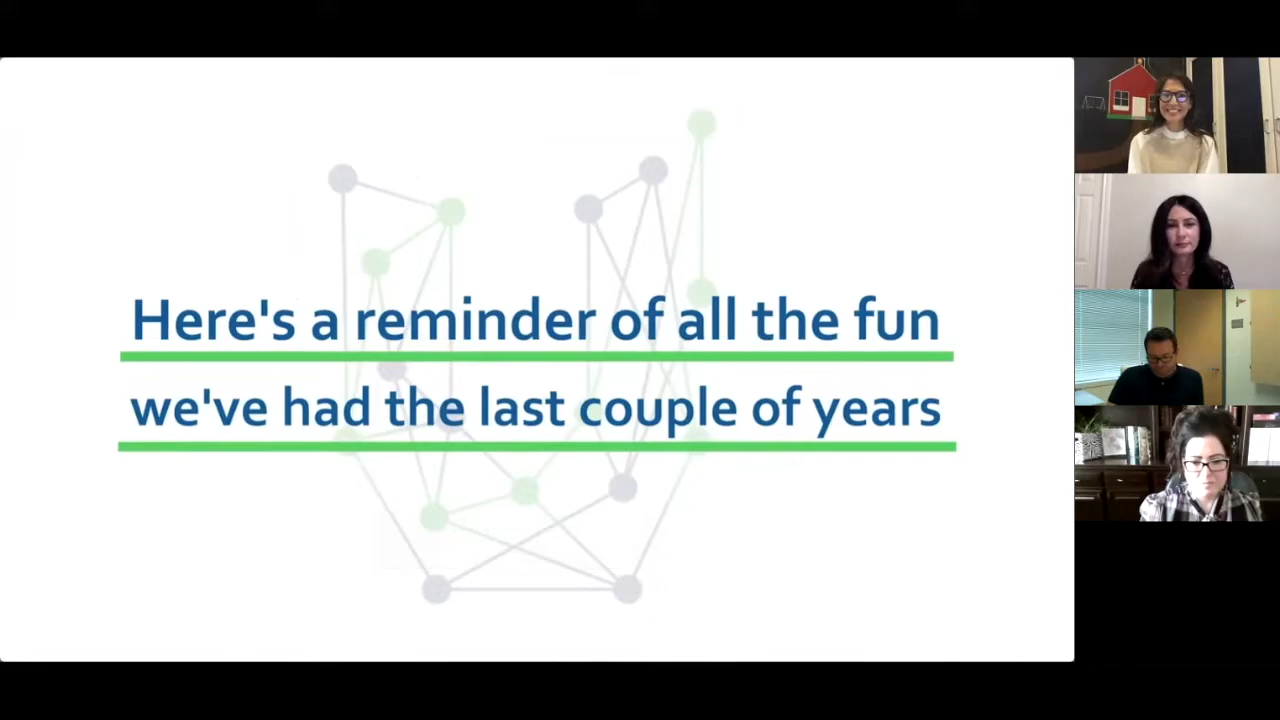 Here's a reminder of all the fun
we've had the last couple of years